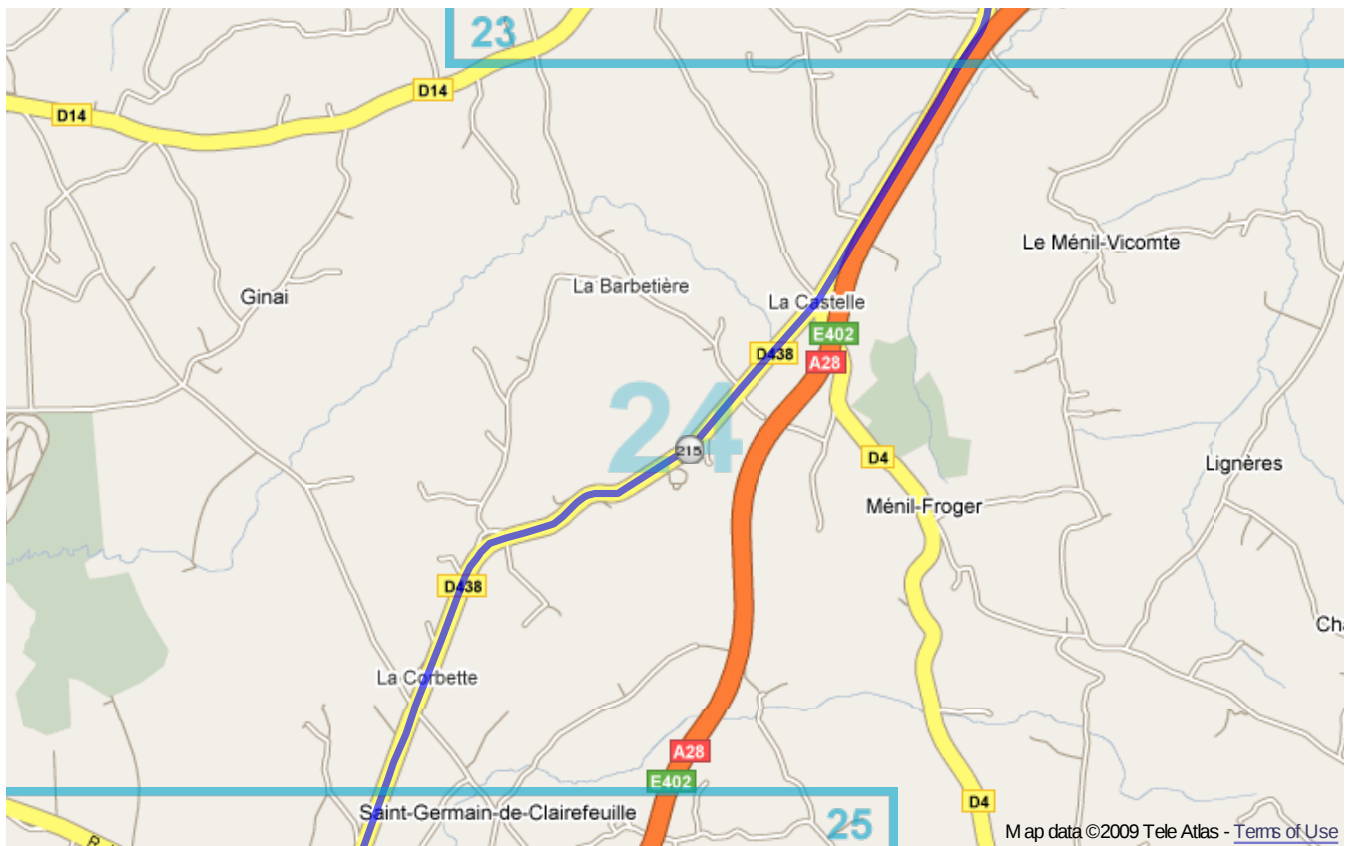 23
D14
D14
Le Ménil-Vicomte
La Barbetière
Ginai
La Castelle
E402
D438
A28
24
215
D4
Lignères
Ménil-Froger
D438
Ch
La Corbette
A28
E402
D4
Saint-Germain-de-Clairefeuille
25
Map data ©2009 Tele Atlas - Terms of Use